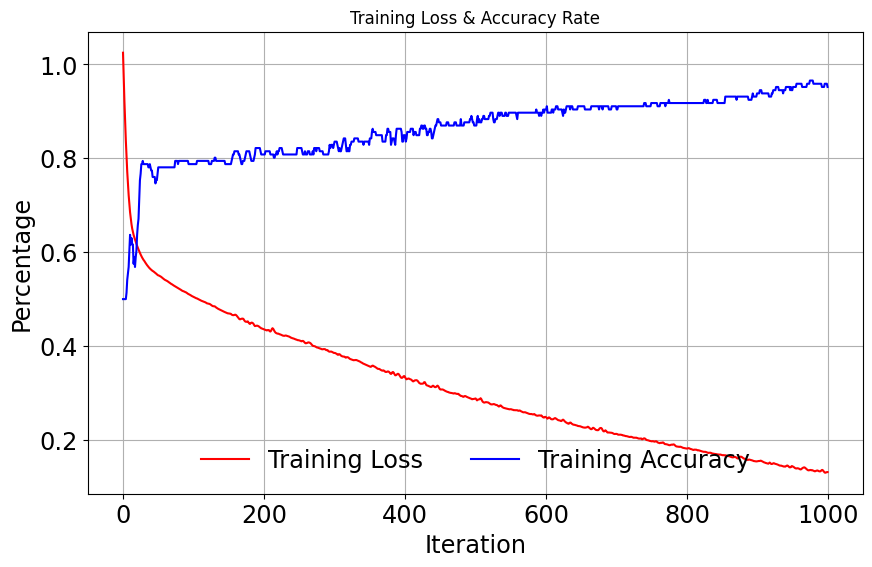 Training Loss & Accuracy Rate
Percentage
1.0
0.8
0.6
0.4
0.2
Training Loss
Training Accuracy
0 200 400 600 800 1000
Iteration